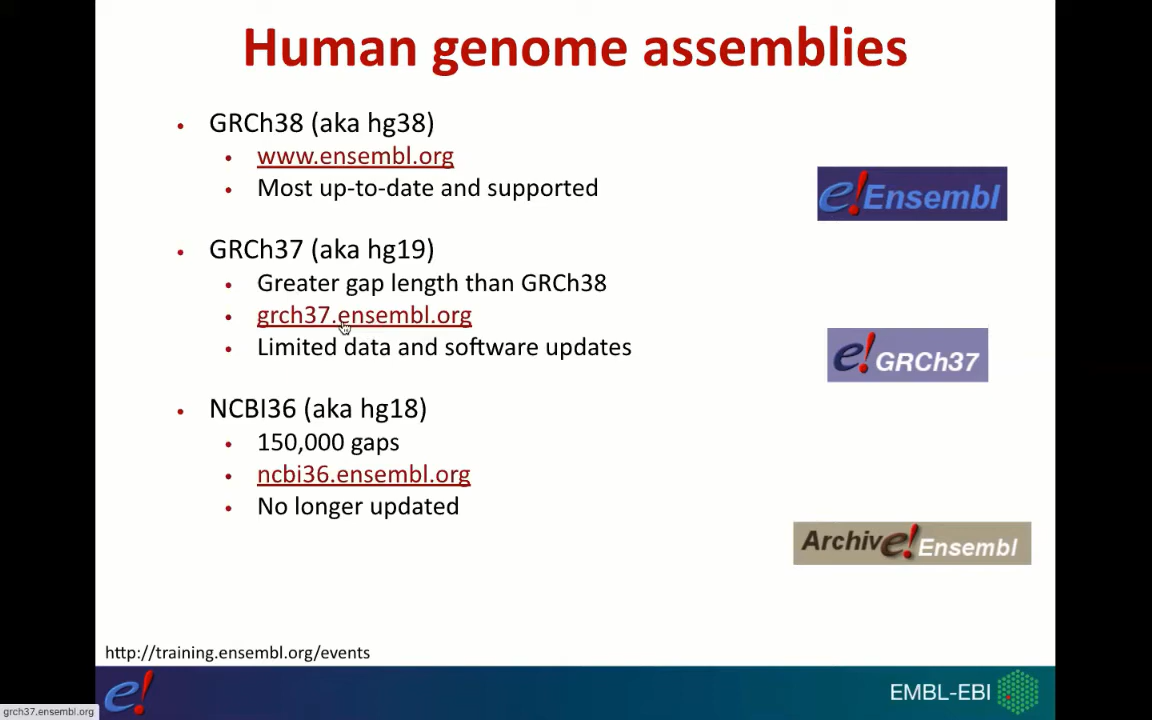 Human genome assemblies
• GRCh38 (aka hg38)
• www.ensembl.org
• Most up-to-date and supported
e!Ensembl
• GRCh37 (aka hg19)
• Greater gap length than GRCh38
• grch37.ensembl.org
• Limited data and software updates
e!GRCh37
• NCBI36 (aka hg18)
• 150,000 gaps
• ncbi36.ensembl.org
• No longer updated
Archive!Ensembl
http://training.ensembl.org/events
e!
EMBL-EBI
grch37.ensembl.org